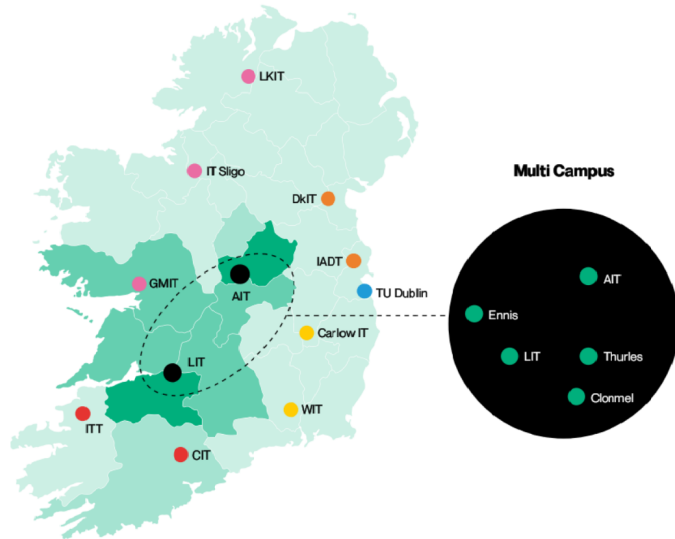 LKIT
IT Sligo
Multi Campus
DkIT
IADT
AIT
GMIT
AIT
TU Dublin
Ennis
Carlow IT
LIT
Thurles
LIT
Clonmel
WIT
ITT
CIT